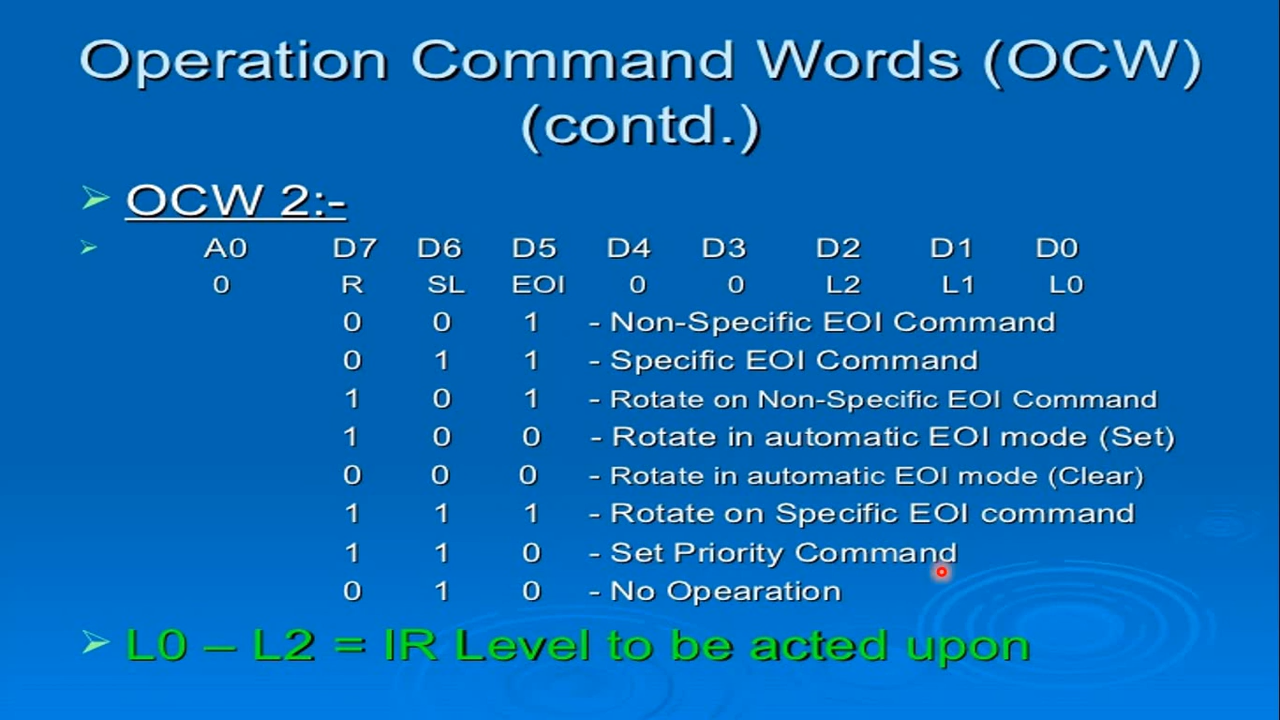 Operation Command Words (OCW)
(contd.)
OCW 2:-
A0 D7 D6 D5 D4 D3 D2 D1 D0
0 R SL EOI 0 0 L2 L1 L0
0 0 1 - Non-Specific EOI Command
0 1 1 - Specific EOI Command
1 0 1 - Rotate on Non-Specific EOI Command
1 0 0 - Rotate in automatic EOI mode (Set)
0 0 0 - Rotate in automatic EOI mode (Clear)
1 1 1 - Rotate on Specific EOI command
1 1 0 - Set Priority Command
0 1 0 - No Opearation
L0 – L2 = IR Level to be acted upon